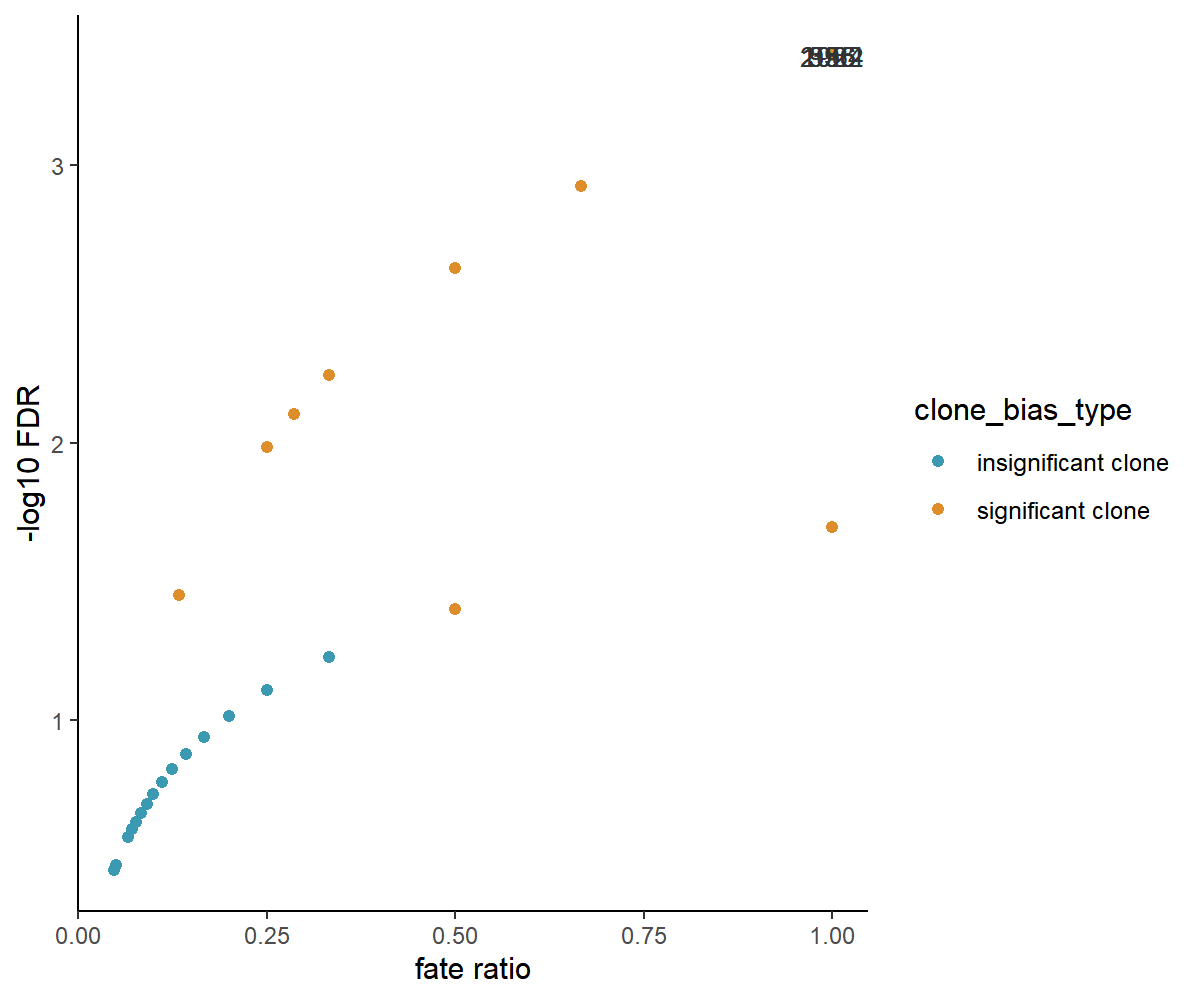 3
2
1
0.00 0.25 0.50 0.75 1.00
fate ratio
-log10 FDR
clone_bias_type
insignificant clone
significant clone